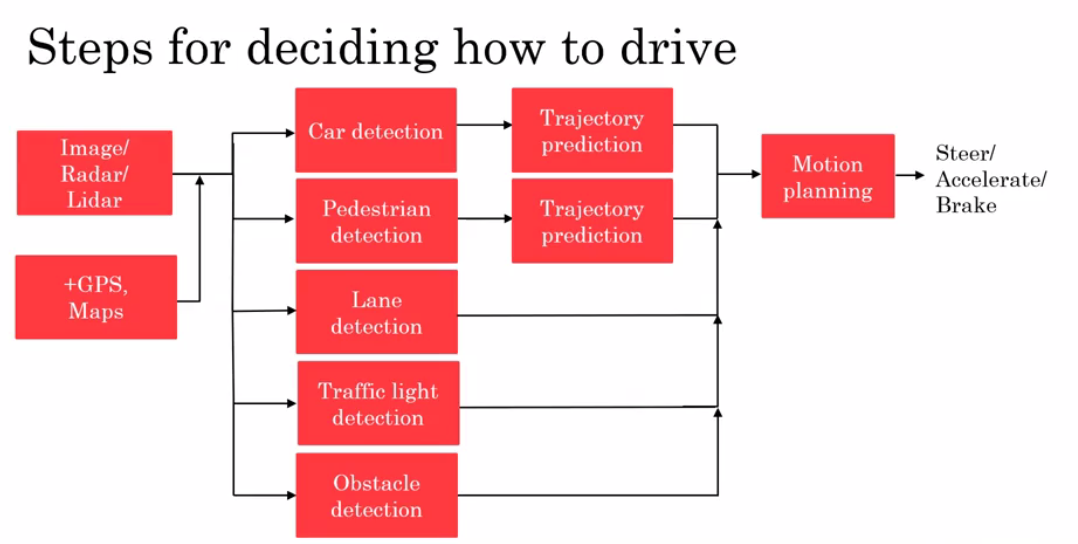 Steps for deciding how to drive
Image/
Radar/
Lidar
+GPS,
Maps
Car detection
Pedestrian
detection
Lane
detection
Traffic light
detection
Obstacle
detection
Trajectory
prediction
Trajectory
prediction
Motion
planning
Steer/
Accelerate/
Brake